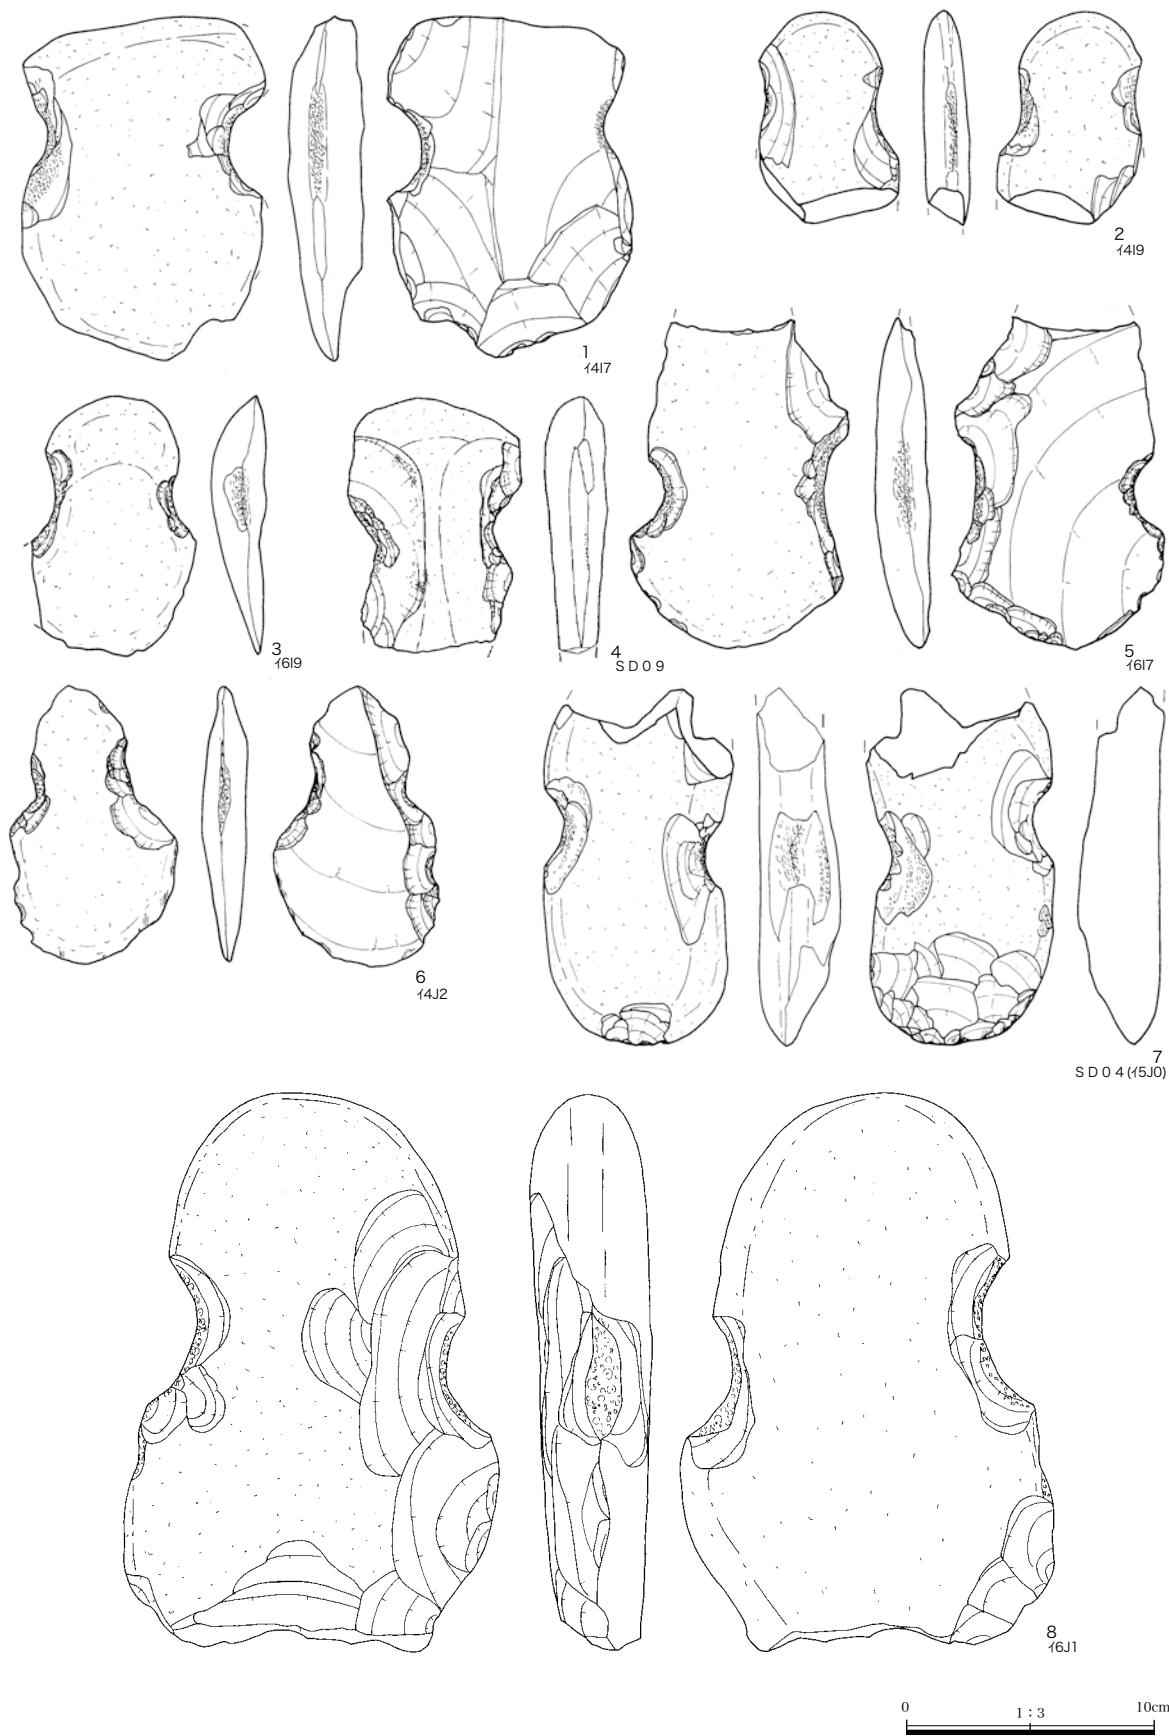 1
ｲ4I7
2
ｲ4I9
3
ｲ6I9
4
ＳＤ０９
5
ｲ6I7
6
ｲ4J2
7
ＳＤ０４(ｲ5J0)
8
ｲ6J1
0 1：3 10cm